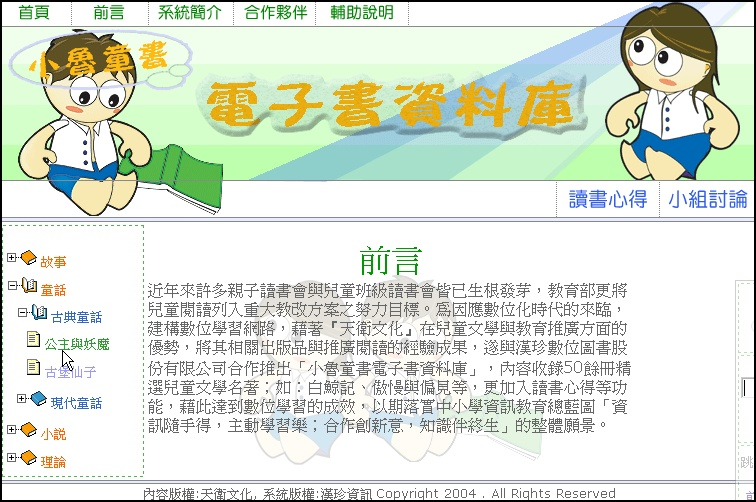 首頁 前言 系統簡介 合作夥伴 輔助說明
小魯童書
電子書資料庫
讀書心得 小組討論
故事
童話
古典童話
公主與妖魔
古堡仙子
現代童話
小說
理論
前言
近年來許多親子讀書會與兒童班級讀書會皆已生根發芽，教育部更將
兒童閱讀列入重大教改方案之努力目標。為因應數位化時代的來臨，
建構數位學習網路，藉著『天衛文化』在兒童文學與教育推廣方面的
優勢，將其相關出版品與推廣閱讀的經驗成果，遂與漢珍數位圖書股
份有限公司合作推出「小魯童書電子書資料庫」，內容收錄50餘冊精
選兒童文學名著；如：白鯨記、傲慢與偏見等，更加入讀書心得等功
能，藉此達到數位學習的成效，以期落實中小學資訊教育總藍圖「資
訊隨手得，主動學習樂；合作創新意，知識伴終生」的整體願景。
跳
內容版權:天衛文化, 系統版權:漢珍資訊 Copyright 2004 . All Rights Reserved